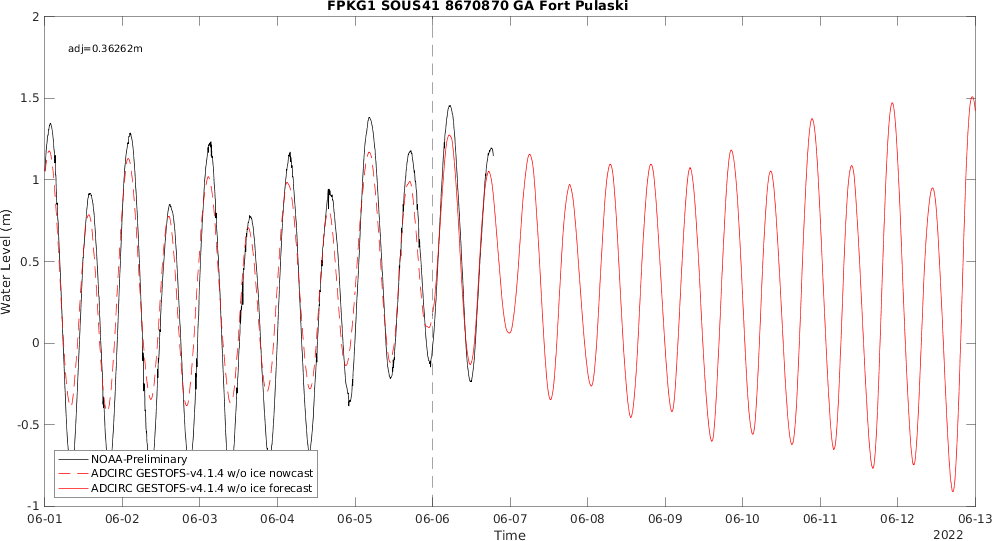 FPKG1 SOUS41 8670870 GA Fort Pulaski
adj=0.36262m
Water Level (m)
2
1.5
1
0.5
0
-0.5
-1
NOAA-Preliminary
ADCIRC GESTOFS-v4.1.4 w/o ice nowcast
ADCIRC GESTOFS-v4.1.4 w/o ice forecast
06-01 06-02 06-03 06-04 06-05 06-06 06-07 06-08 06-09 06-10 06-11 06-12 06-13
Time
2022